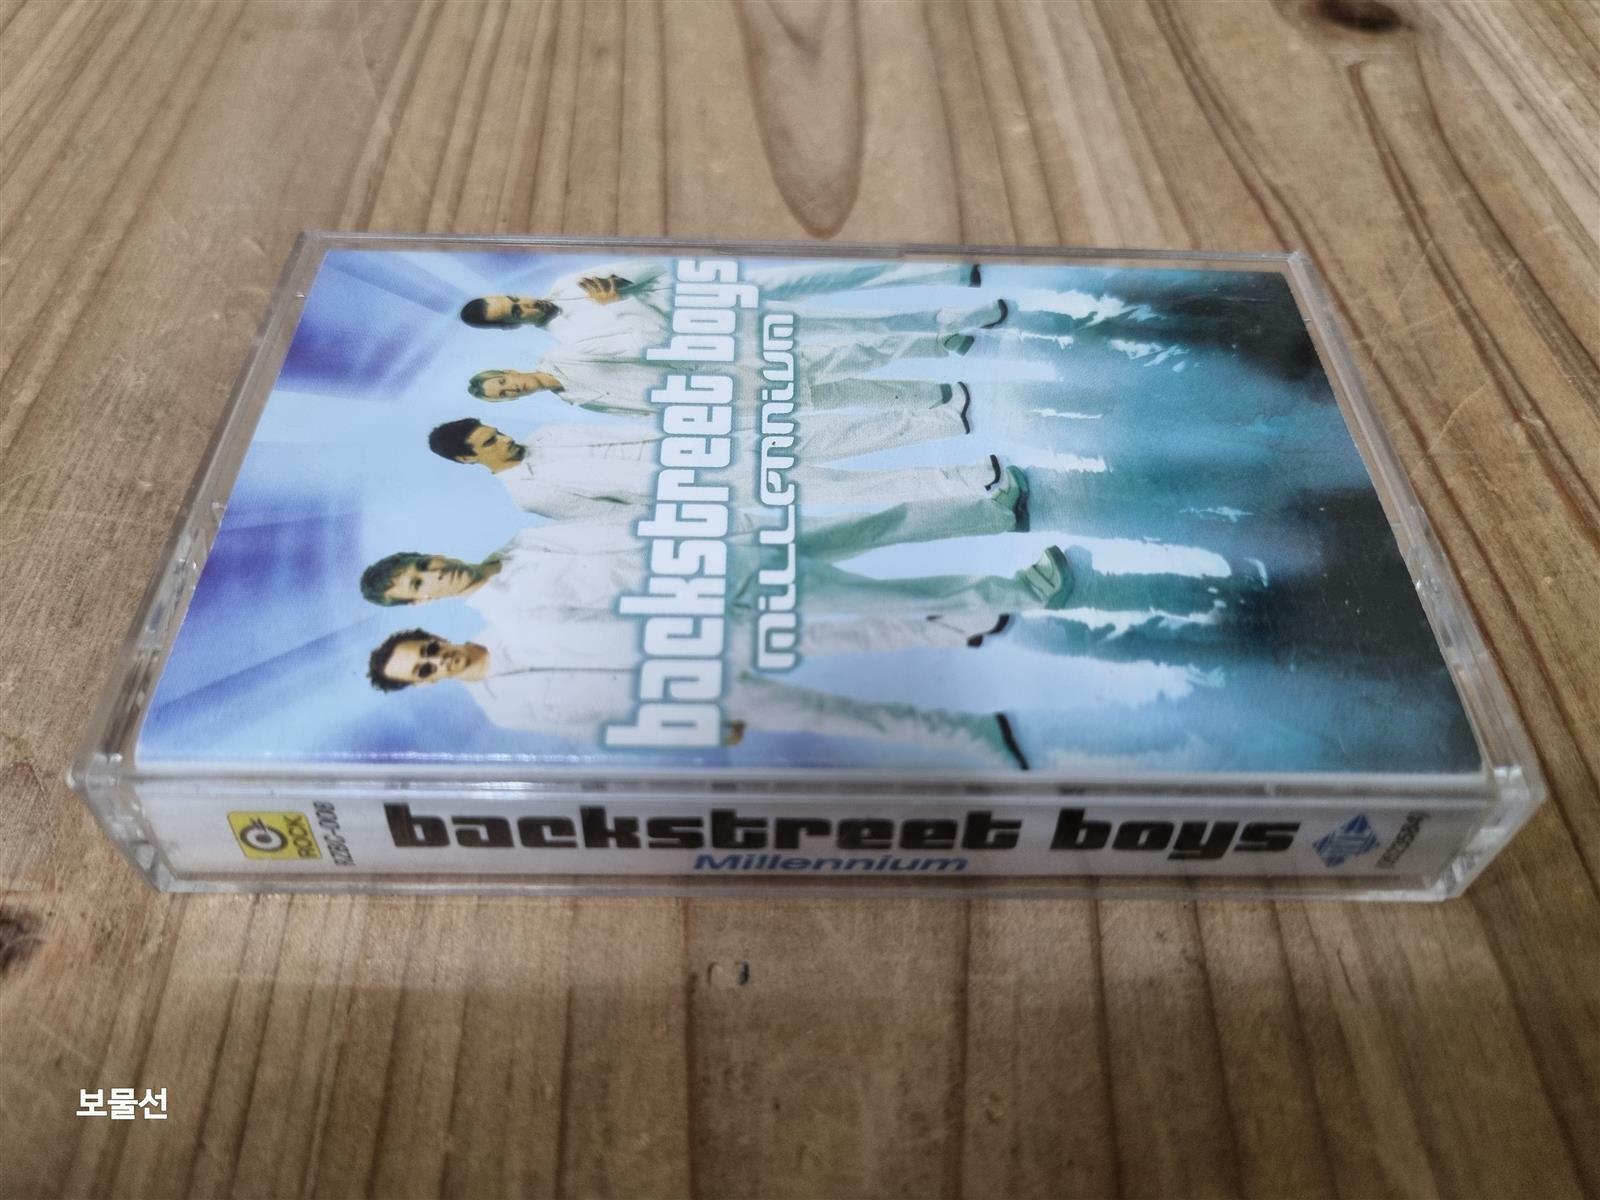 backstreet boys
millennium
ROCK
backstreet boys
Millennium
보물선